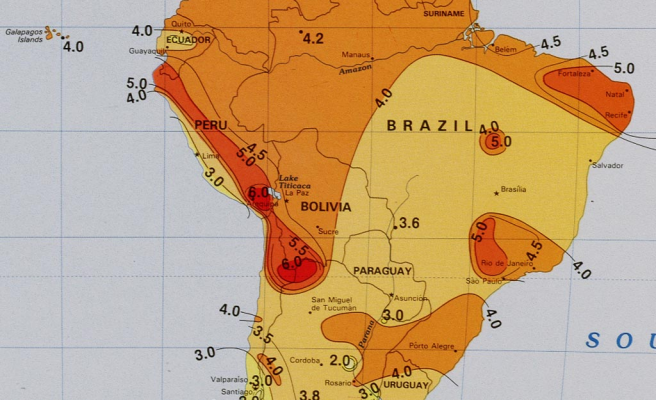 SURINAME
Quito
4.0
ECUADOR
Galapagos
Islands
4.0
4.2
Guayaquil
Manaus
Belém
4.5
4.5
Amazon
Fortaleza
5.0
5.0
4.0
4.0
Natal
Recife
PERU
BRAZIL
4.0
5.0
4.5
5.0
Lima
3.0
Salvador
Lake
Titicaca
6.0
La Paz
Arequipa
Brasília
BOLIVIA
3.6
Sucre
5.0
5.5
4.5
6.0
PARAGUAY
Rio de Janeiro
4.0
São Paulo
Asunción
San Miguel
de Tucumán
4.0
3.0
4.0
3.5
Paraná
SOU
3.0
Pôrto Alegre
4.0
Cordoba
2.0
Valparaíso
3.0
Rosario
4.0
Santiago
3.8
3.0
URUGUAY